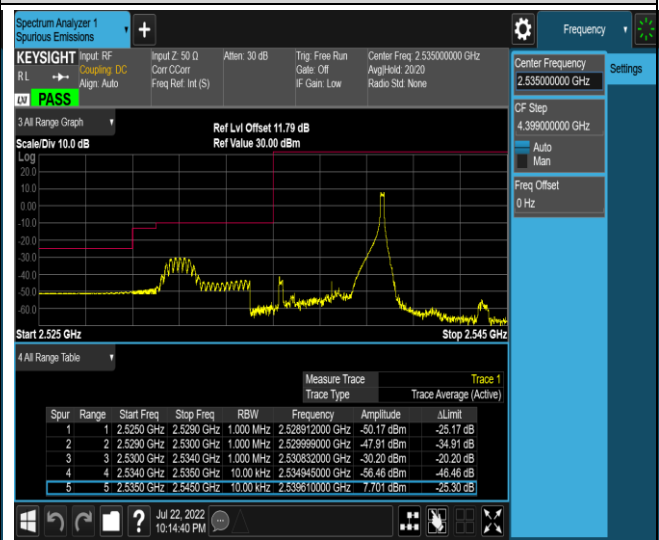 Spectrum Analyzer 1
Spurious Emissions
Frequency
KEYSIGHT Input: RF Input Z: 50 Ω Atten: 30 dB Trig: Free Run Center Freq: 2.535000000 GHz
RL Coupling: DC Corr CCorr Gate: Off Avg|Hold: 20/20
Align: Auto Freq Ref: Int (S) IF Gain: Low Radio Std: None
LXI PASS
Center Frequency
2.535000000 GHz
Settings
CF Step
4.399000000 GHz
Auto
Man
Freq Offset
0 Hz
3 All Range Graph
Ref Lvl Offset 11.79 dB
Scale/Div 10.0 dB Ref Value 30.00 dBm
Log
20.0
10.0
0.00
-10.0
-20.0
-30.0
-40.0
-50.0
-60.0
Start 2.525 GHz Stop 2.545 GHz
4 All Range Table
Measure Trace Trace 1
Trace Type Trace Average (Active)
Spur Range Start Freq Stop Freq RBW Frequency Amplitude ΔLimit
1 1 2.5250 GHz 2.5290 GHz 1.000 MHz 2.528912000 GHz -50.17 dBm -25.17 dB
2 2 2.5290 GHz 2.5300 GHz 1.000 MHz 2.529999000 GHz -47.91 dBm -34.91 dB
3 3 2.5300 GHz 2.5340 GHz 1.000 MHz 2.530832000 GHz -30.20 dBm -20.20 dB
4 4 2.5340 GHz 2.5350 GHz 10.00 kHz 2.534945000 GHz -56.46 dBm -46.46 dB
5 5 2.5350 GHz 2.5450 GHz 10.00 kHz 2.539610000 GHz 7.701 dBm -25.30 dB
Jul 22, 2022
10:14:40 PM